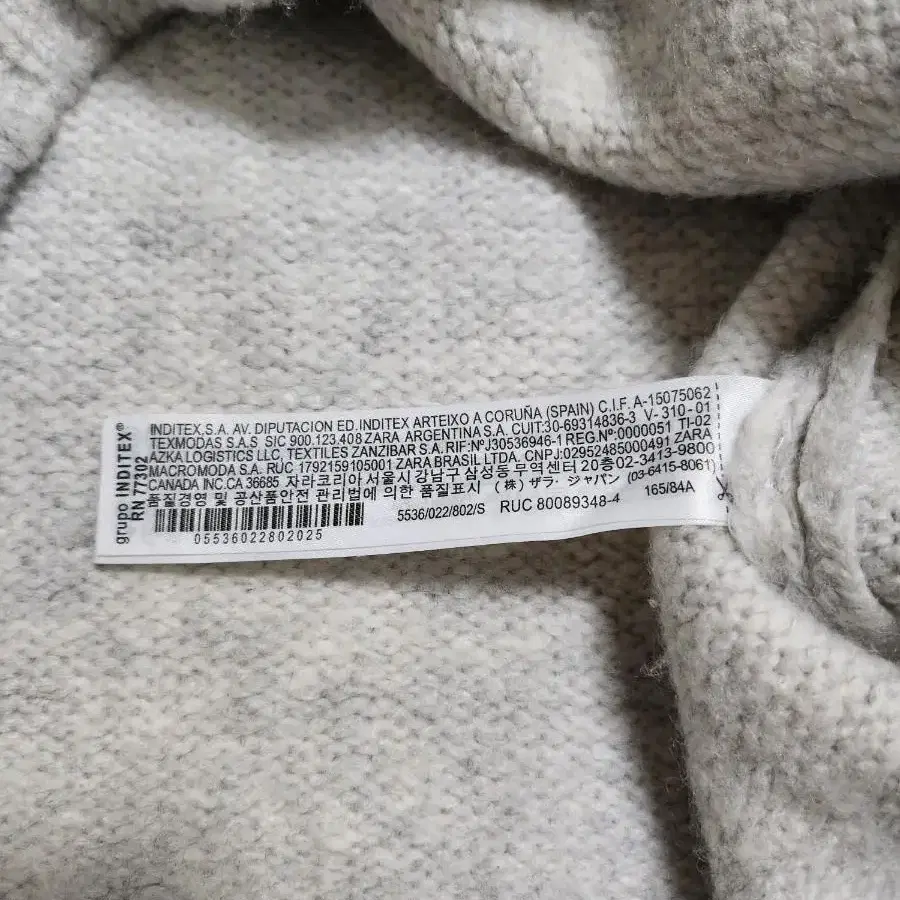 grupo INDITEX®
RN 77302
INDITEX,S.A. AV. DIPUTACION ED. INDITEX ARTEIXO A CORUÑA (SPAIN) C.I.F. A-15075062
TEXMODAS S.A.S SIC 900.123.408 ZARA ARGENTINA S.A. CUIT:30-69314836-3 V-310-01
AZKA LOGISTICS LLC, TEXTILES ZANZIBAR S.A. RIF:NºJ30536946-1 REG.Nº:0000051 TI-02
MACROMODA S.A. RUC 1792159105001 ZARA BRASIL LTDA. CNPJ:02952485000491 ZARA
CANADA INC. CA 36685 자라코리아 서울시 강남구 삼성동 무역센터 20층 02-3413-9800
품질경영 및 공산품안전 관리법에 의한 품질표시 (株) ザラ・ジャパン (03-6415-8061)
05536022802025
5536/022/802/S RUC 80089348-4 165/84A